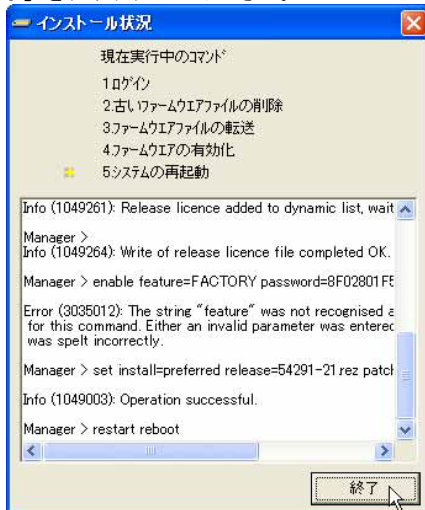 インストール状況
現在実行中のコマンド
1ログイン
2.古いファームウエアファイルの削除
3.ファームウエアファイルの転送
4.ファームウエアの有効化
5システムの再起動
Info (1049261): Release licence added to dynamic list, wait
Manager >
Info (1049264): Write of release licence file completed OK.
Manager > enable feature=FACTORY password=8F02801F5
Error (3035012): The string "feature" was not recognised a
for this command. Either an invalid parameter was entered
was spelt incorrectly.
Manager > set install=preferred release=54291-21.rez patch
Info (1049003): Operation successful.
Manager > restart reboot
終了